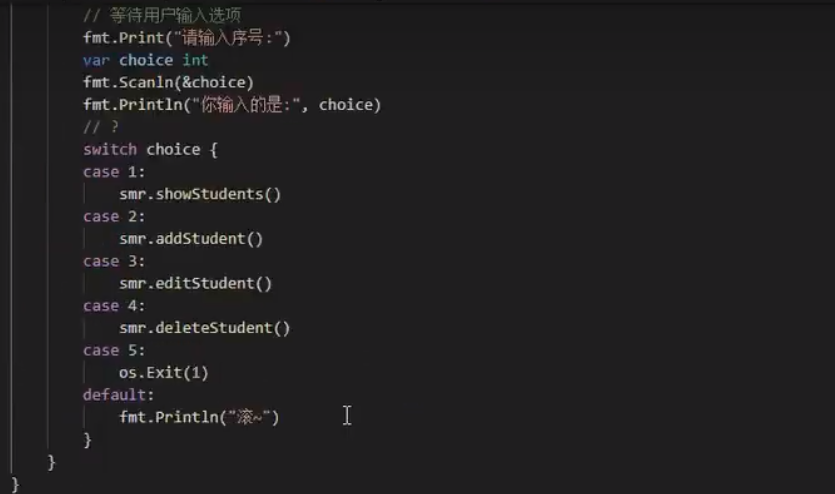 // 等待用户输入选项
fmt.Print("请输入序号:")
var choice int
fmt.Scanln(&choice)
fmt.Println("你输入的是:", choice)
// ?
switch choice {
case 1:
smr.showStudents()
case 2:
smr.addStudent()
case 3:
smr.editStudent()
case 4:
smr.deleteStudent()
case 5:
os.Exit(1)
default:
fmt.Println("滚~")
}
}
}